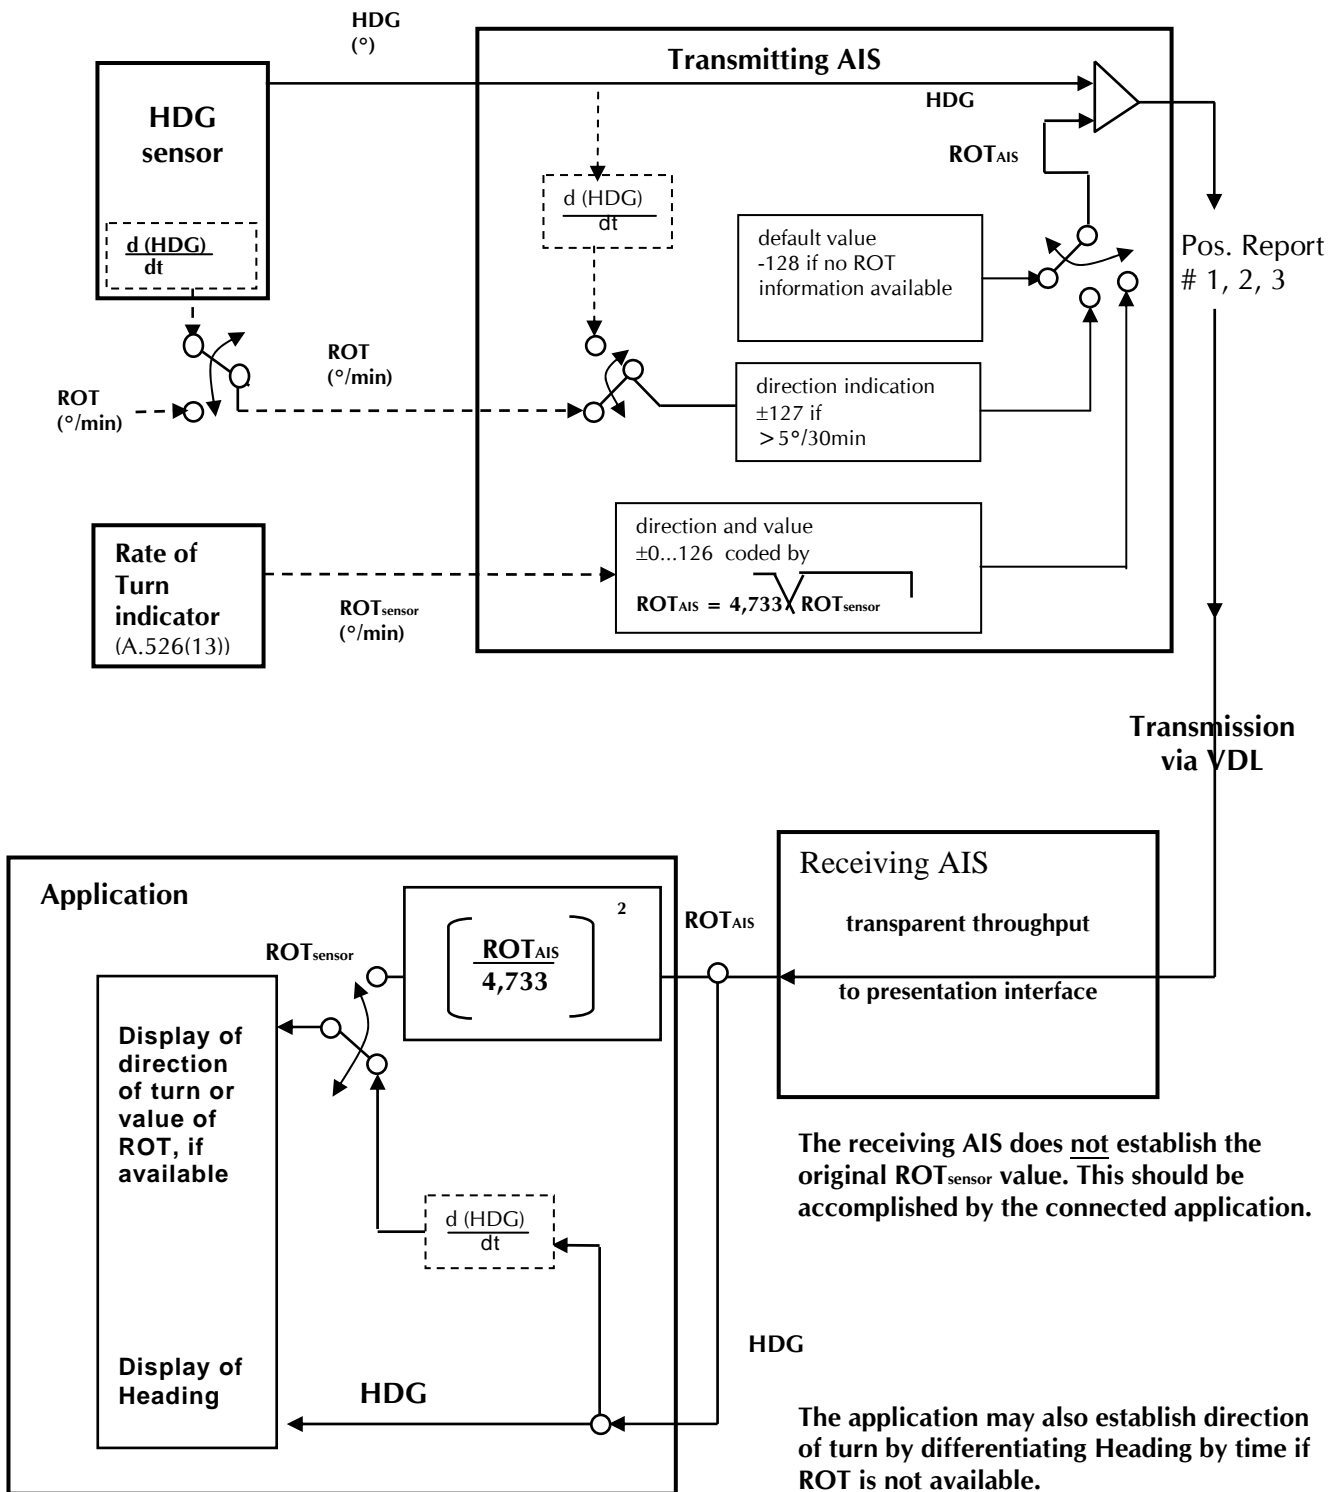 HDG
(°)
Transmitting AIS
HDG
sensor
d (HDG)
dt
HDG
ROTAIS
d (HDG)
dt
default value
-128 if no ROT
information available
Pos. Report
# 1, 2, 3
ROT
(°/min)
ROT
(°/min)
direction indication
±127 if
>5°/30min
Rate of
Turn
indicator
(A.526(13))
ROTsensor
(°/min)
direction and value
±0...126 coded by
ROTAIS = 4,733√ROTsensor
Transmission
via VDL
Application
ROTsensor
ROTAIS
4,733
2
ROTAIS
Receiving AIS
transparent throughput
to presentation interface
Display of
direction
of turn or
value of
ROT, if
available
d (HDG)
dt
The receiving AIS does not establish the
original ROTsensor value. This should be
accomplished by the connected application.
HDG
Display of
Heading
HDG
The application may also establish direction
of turn by differentiating Heading by time if
ROT is not available.